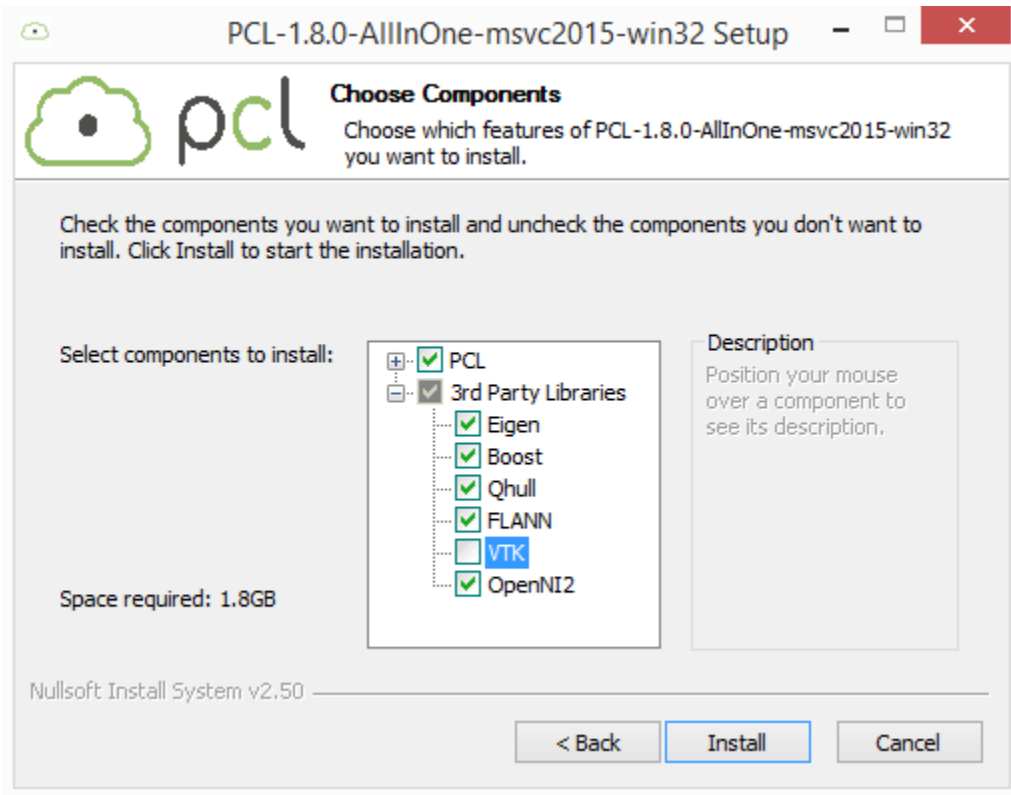 PCL-1.8.0-AllInOne-msvc2015-win32 Setup
pcl
Choose Components
Choose which features of PCL-1.8.0-AllInOne-msvc2015-win32
you want to install.
Check the components you want to install and uncheck the components you don't want to
install. Click Install to start the installation.
Select components to install:
PCL
3rd Party Libraries
Eigen
Boost
Qhull
FLANN
VTK
OpenNI2
Description
Position your mouse
over a component to
see its description.
Space required: 1.8GB
Nullsoft Install System v2.50
< Back
Install
Cancel